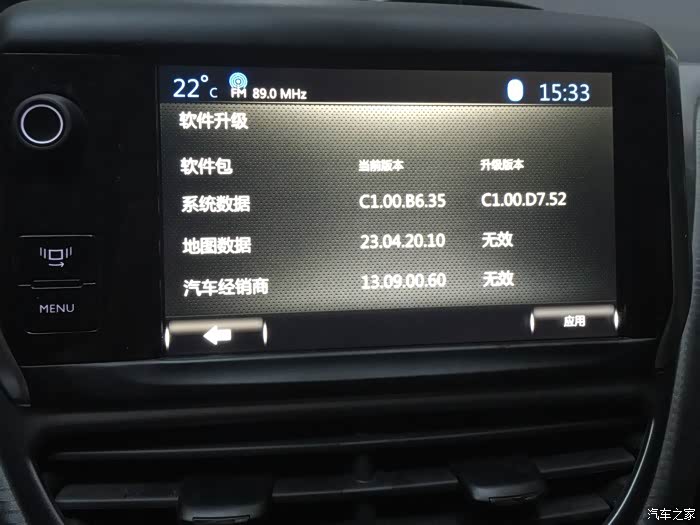 22°C FM 89.0 MHz 15:33
软件升级
软件包 当前版本 升级版本
系统数据 C1.00.B6.35 C1.00.D7.52
地图数据 23.04.20.10 无效
汽车经销商 13.09.00.60 无效
应用
MENU
汽车之家